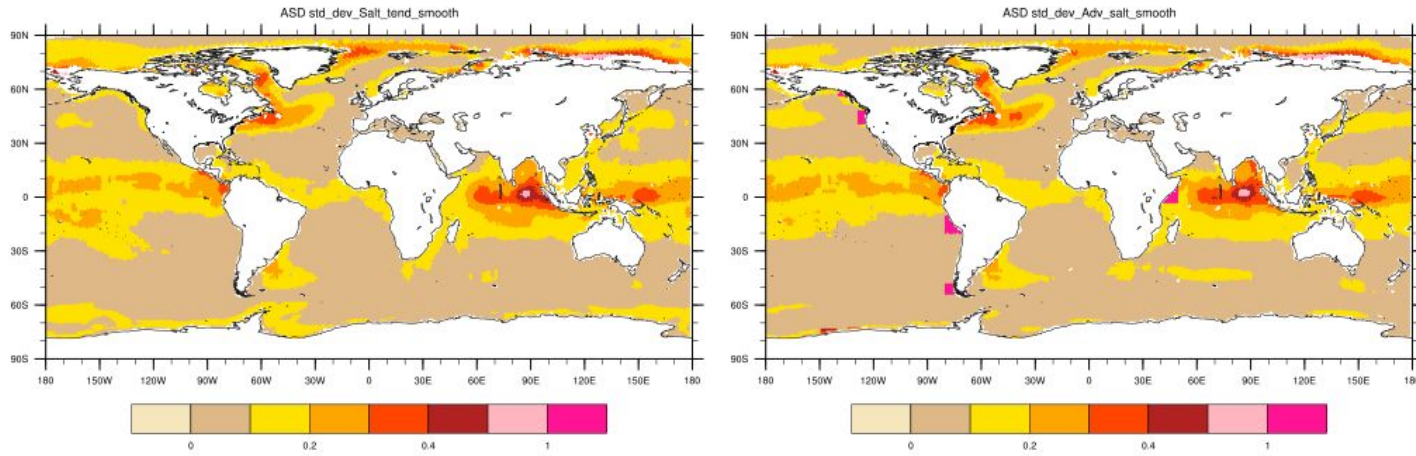 ASD std_dev_Salt_tend_smooth
90N
60N
30N
0
30S
60S
90S
180 150W 120W 90W 60W 30W 0 30E 60E 90E 120E 150E 180
0 0.2 0.4 1
ASD std_dev_Adv_salt_smooth
90N
60N
30N
0
30S
60S
90S
180 150W 120W 90W 60W 30W 0 30E 60E 90E 120E 150E 18
0 0.2 0.4 1